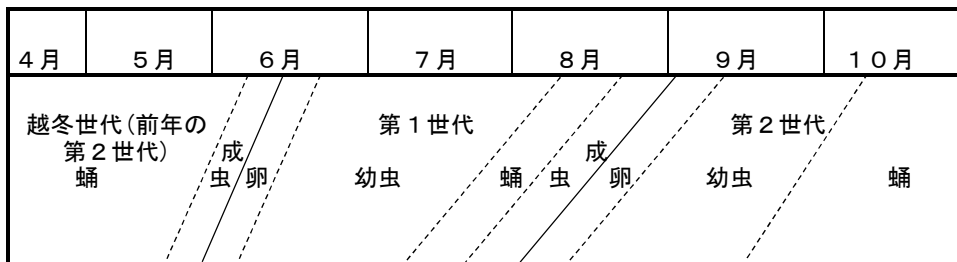 ４月 ５月 ６月 ７月 ８月 ９月 １０月
越冬世代（前年の
第２世代）
蛹
成
虫
卵
第１世代
幼虫
蛹
成
虫
卵
第２世代
幼虫
蛹